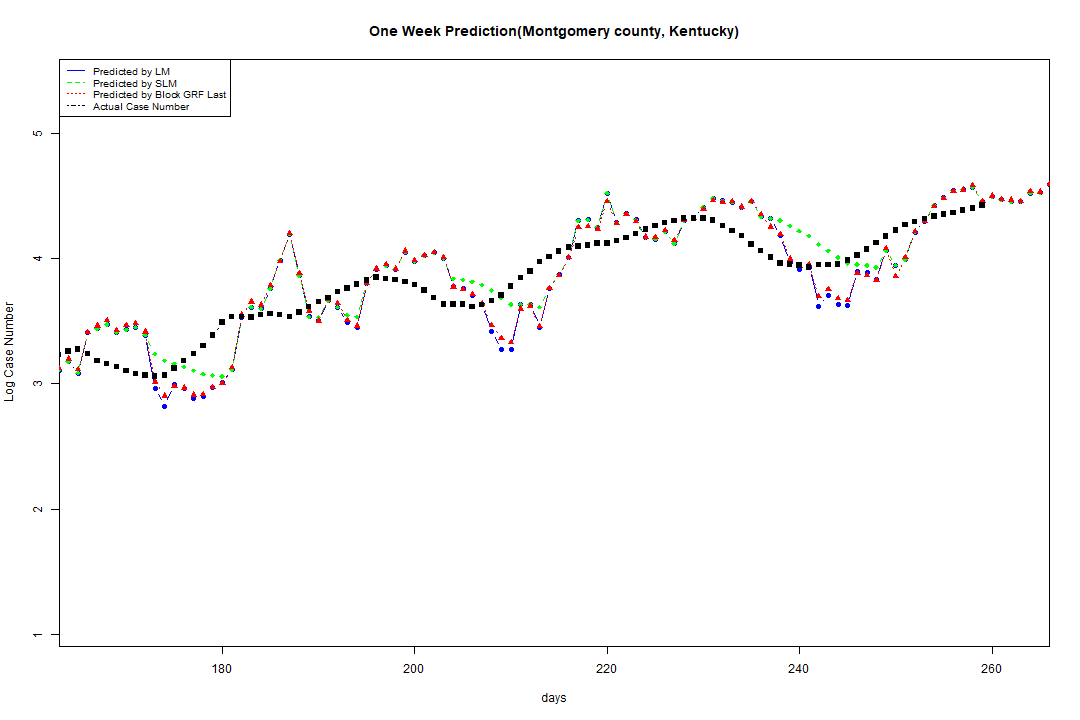 One Week Prediction(Montgomery county, Kentucky)
Predicted by LM
Predicted by SLM
Predicted by Block GRF Last
Actual Case Number
5
4
3
2
1
Log Case Number
180 200 220 240 260
days